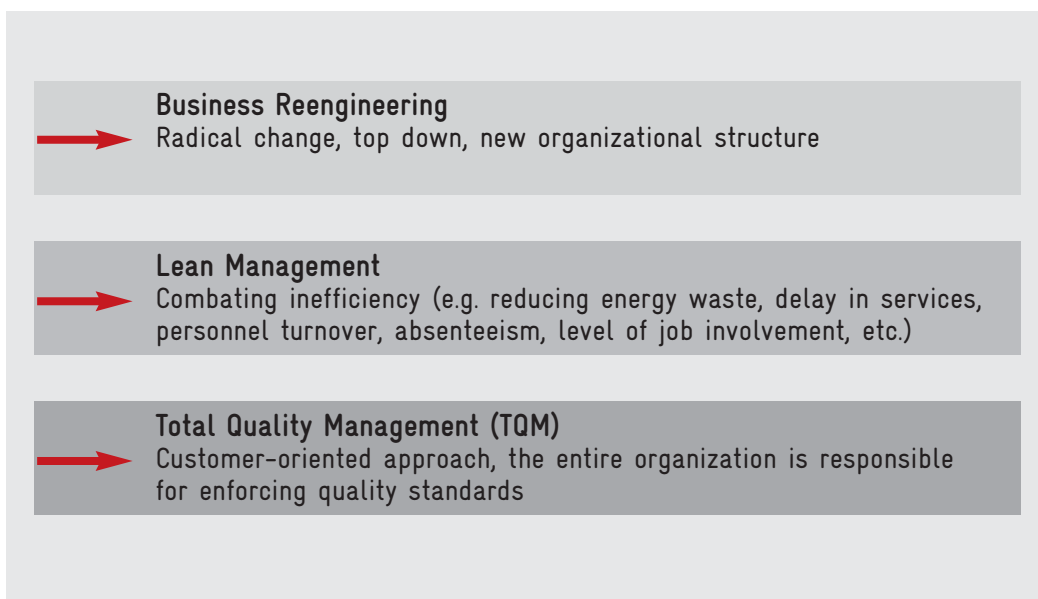 Business Reengineering
Radical change, top down, new organizational structure
Lean Management
Combating inefficiency (e.g. reducing energy waste, delay in services,
personnel turnover, absenteeism, level of job involvement, etc.)
Total Quality Management (TQM)
Customer-oriented approach, the entire organization is responsible
for enforcing quality standards